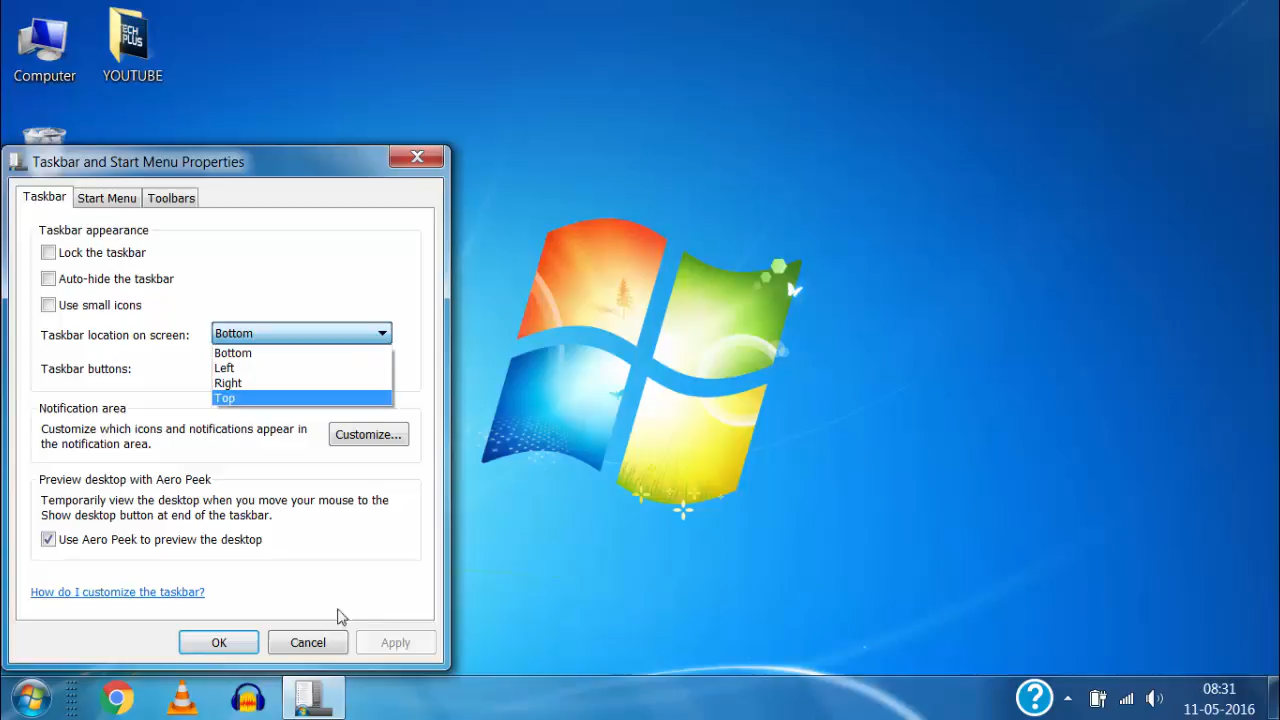 TECH
PLUS
Computer
YOUTUBE
Taskbar and Start Menu Properties
Taskbar
Start Menu
Toolbars
Taskbar appearance
Lock the taskbar
Auto-hide the taskbar
Use small icons
Taskbar location on screen:
Bottom
Bottom
Left
Right
Top
Taskbar buttons:
Notification area
Customize which icons and notifications appear in
the notification area.
Customize...
Preview desktop with Aero Peek
Temporarily view the desktop when you move your mouse to the
Show desktop button at end of the taskbar.
Use Aero Peek to preview the desktop
How do I customize the taskbar?
OK
Cancel
Apply
?
08:31
11-05-2016